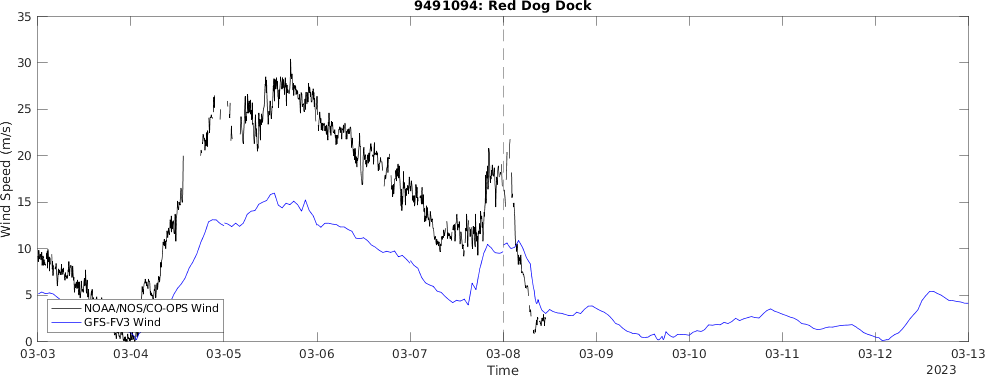 9491094: Red Dog Dock
35
30
25
20
15
10
5
0
Wind Speed (m/s)
NOAA/NOS/CO-OPS Wind
GFS-FV3 Wind
03-03 03-04 03-05 03-06 03-07 03-08 03-09 03-10 03-11 03-12 03-13
Time
2023